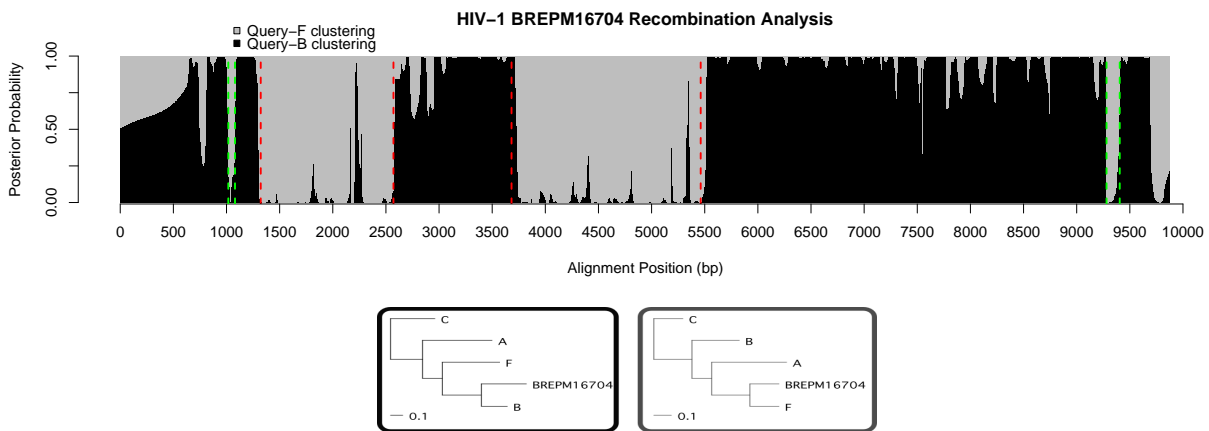 HIV−1 BREPM16704 Recombination Analysis
Query−F clustering
Query−B clustering
Posterior Probability
1.00
0.50
0.00
0 500 1000 1500 2000 2500 3000 3500 4000 4500 5000 5500 6000 6500 7000 7500 8000 8500 9000 9500 10000
Alignment Position (bp)
C
A
F
BREPM16704
B
0.1
C
B
A
BREPM16704
F
0.1